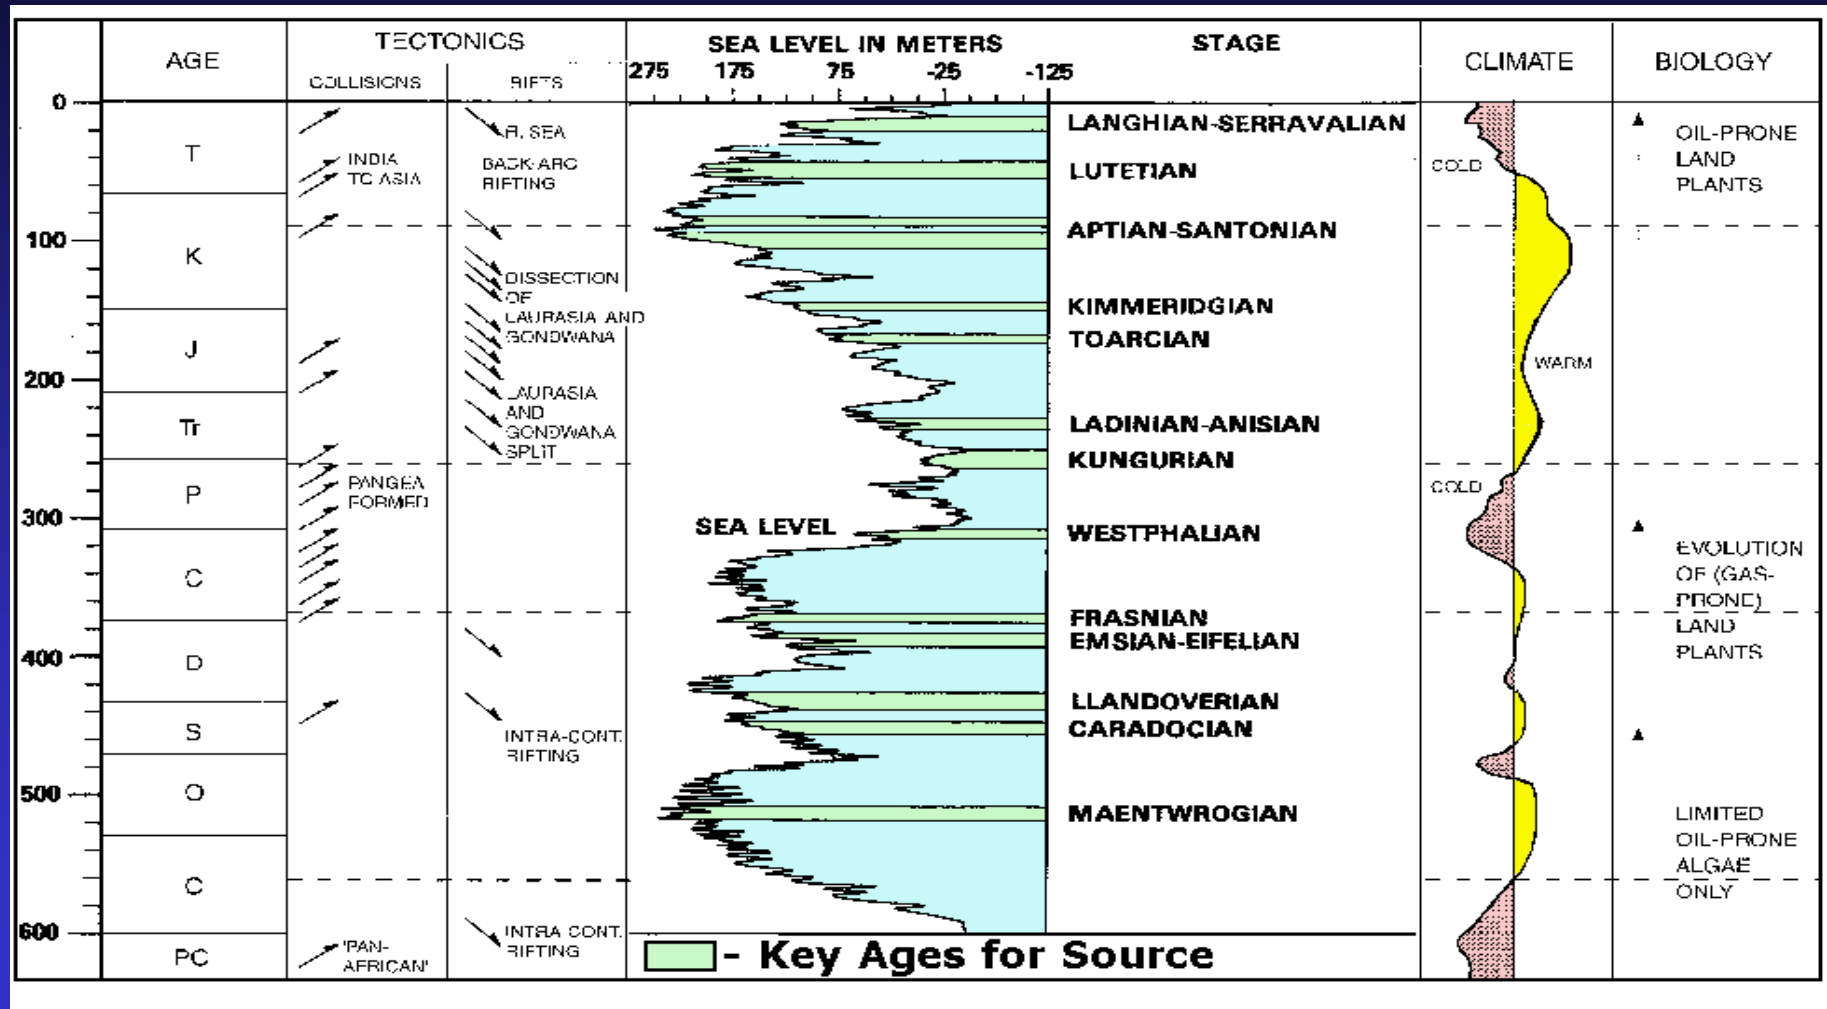 AGE
TECTONICS
COLLISIONS
RIFTS
SEA LEVEL IN METERS
275 175 75 -25 -125
STAGE
CLIMATE
BIOLOGY
0
100
200
300
400
500
600
T
K
J
Tr
P
C
D
S
O
C
PC
INDIA
TO ASIA
PANGEA
FORMED
'PAN-
AFRICAN'
R. SEA
BACK-ARC
RIFTING
DISSECTION
OF
LAURASIA AND
GONDWANA
LAURASIA
AND
GONDWANA
SPLIT
INTRA-CONT.
RIFTING
INTRA CONT.
RIFTING
SEA LEVEL
LANGHIAN-SERRAVALIAN
LUTETIAN
APTIAN-SANTONIAN
KIMMERIDGIAN
TOARCIAN
LADINIAN-ANISIAN
KUNGURIAN
WESTPHALIAN
FRASNIAN
EMSIAN-EIFELIAN
LLANDOVERIAN
CARADOCIAN
MAENTWROGIAN
- Key Ages for Source
COLD
WARM
COLD
OIL-PRONE
LAND
PLANTS
EVOLUTION
OF (GAS-
PRONE)
LAND
PLANTS
LIMITED
OIL-PRONE
ALGAE
ONLY